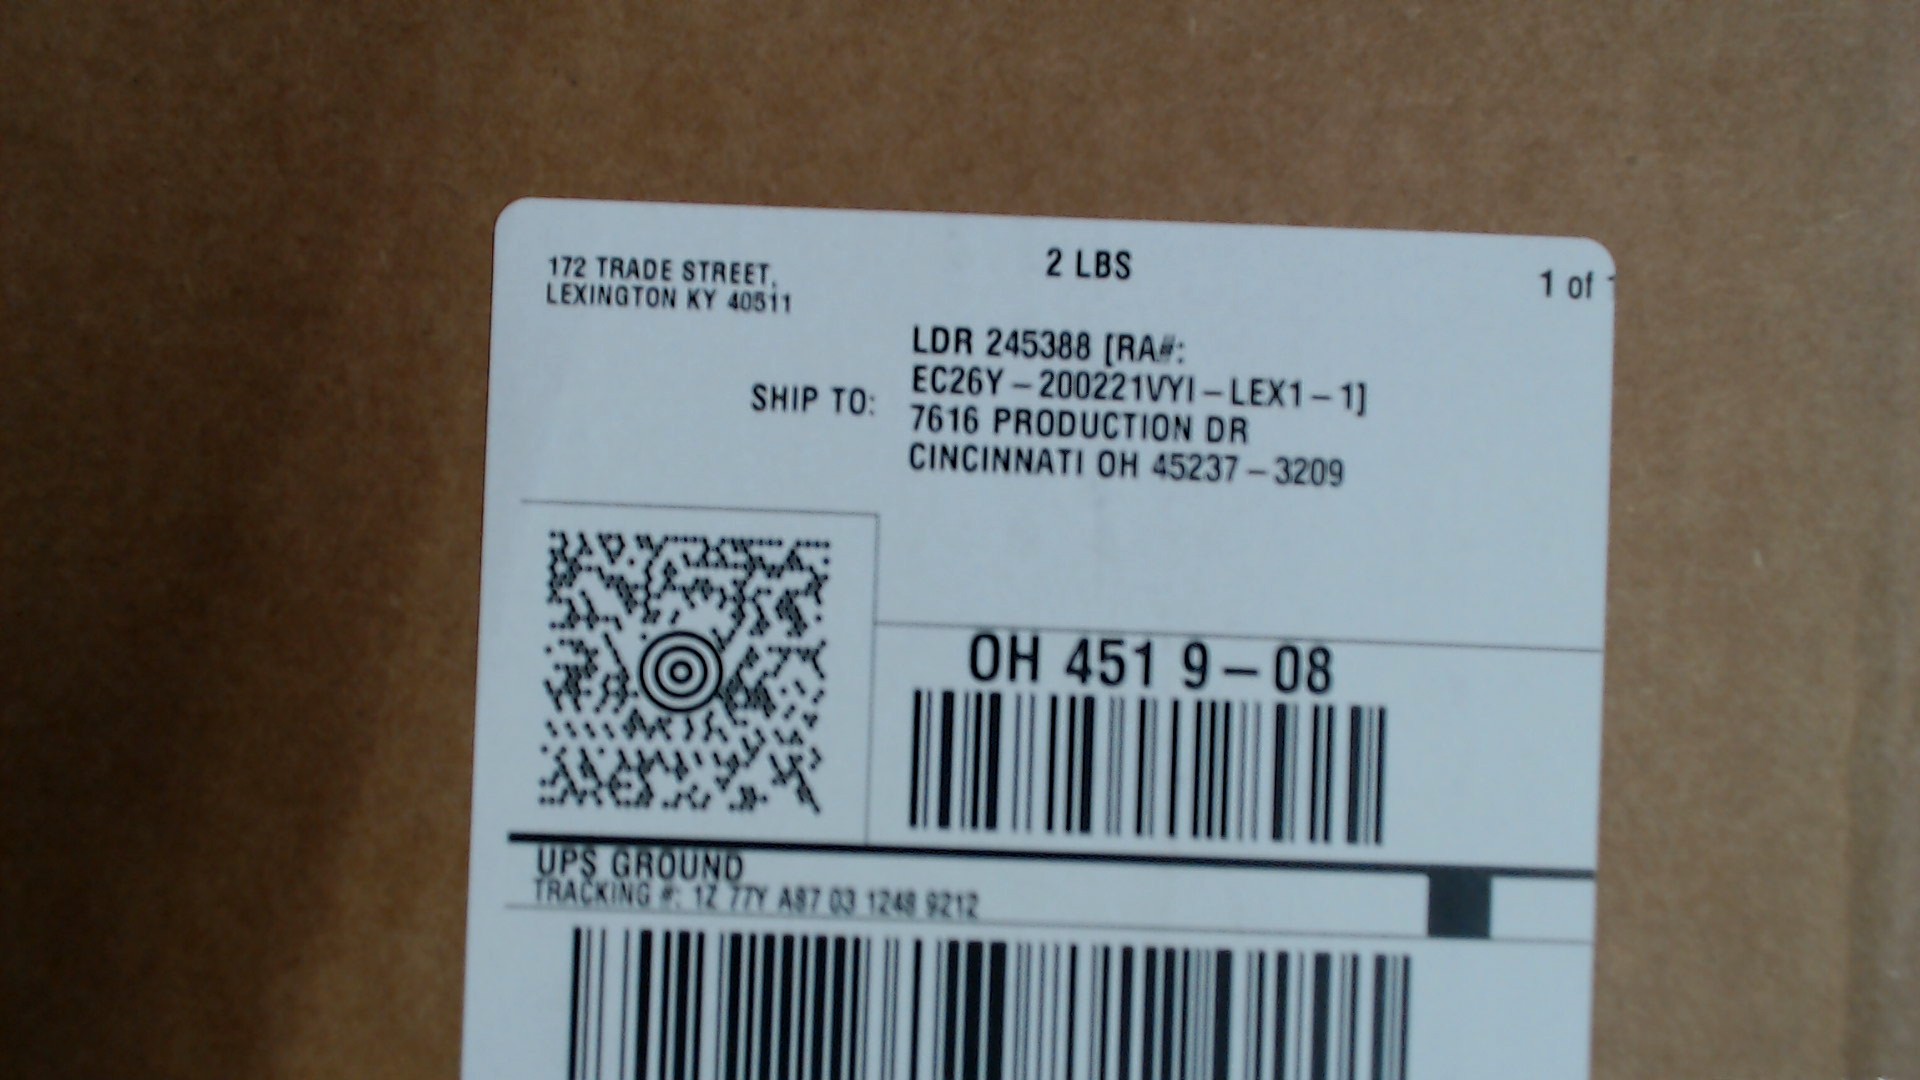 172 TRADE STREET,
LEXINGTON KY 40511
2 LBS
1 of
LDR 245388 [RA#:
SHIP TO:
EC26Y-200221VYI-LEX1-1]
7616 PRODUCTION DR
CINCINNATI OH 45237-3209
OH 451 9-08
UPS GROUND
TRACKING #: 1Z 77Y A87 03 1248 9212